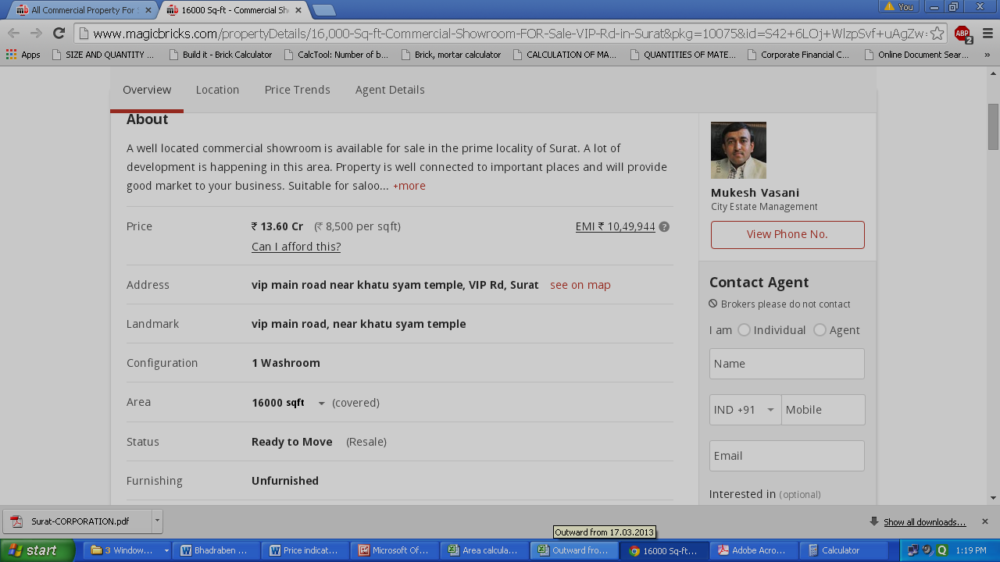 All Commercial Property For
16000 Sq-ft - Commercial Sho
You
www.magicbricks.com/propertyDetails/16,000-Sq-ft-Commercial-Showroom-FOR-Sale-VIP-Rd-in-Surat&pkg=10075&id=S42+6LOj+WlzpSvf+uAgZw
ABP
2
Apps
SIZE AND QUANTITY ...
Build it - Brick Calculator
CalcTool: Number of b...
Brick, mortar calculator
CALCULATION OF MA...
QUANTITIES OF MATE...
Corporate Financial C...
Online Document Sear...
»
Overview
Location
Price Trends
Agent Details
About
A well located commercial showroom is available for sale in the prime locality of Surat. A lot of
development is happening in this area. Property is well connected to important places and will provide
good market to your business. Suitable for saloo... +more
Price ₹ 13.60 Cr (₹ 8,500 per sqft) EMI ₹ 10,49,944 ?
Can I afford this?
Address vip main road near khatu syam temple, VIP Rd, Surat see on map
Landmark vip main road, near khatu syam temple
Configuration 1 Washroom
Area 16000 sqft (covered)
Status Ready to Move (Resale)
Furnishing Unfurnished
Mukesh Vasani
City Estate Management
View Phone No.
Contact Agent
Brokers please do not contact
I am Individual Agent
Name
IND +91 Mobile
Email
Interested in (optional)
Surat-CORPORATION.pdf
Show all downloads...
Outward from 17.03.2013
start
3 Window...
Bhadraben ...
Price indicat...
Microsoft Of...
Area calcula...
Outward fro...
16000 Sq-ft...
Adobe Acro...
Calculator
1:19 PM